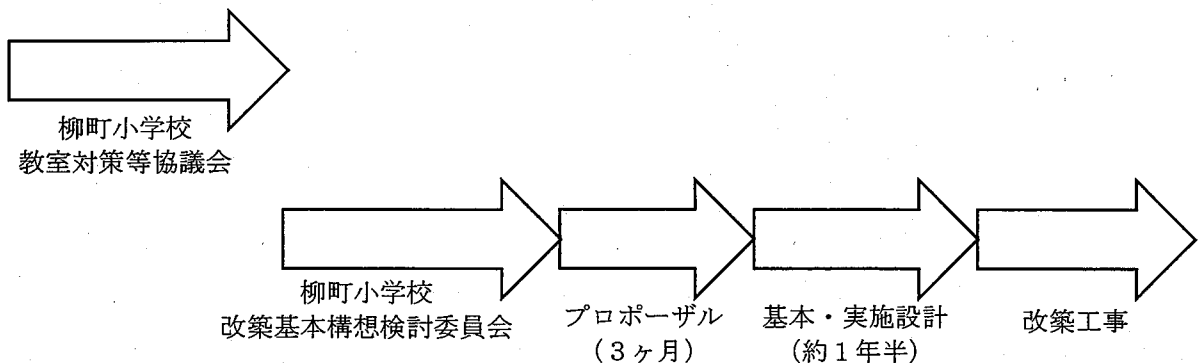 柳町小学校
教室対策等協議会
柳町小学校
改築基本構想検討委員会
プロポーザル
（３ヶ月）
基本・実施設計
（約１年半）
改築工事